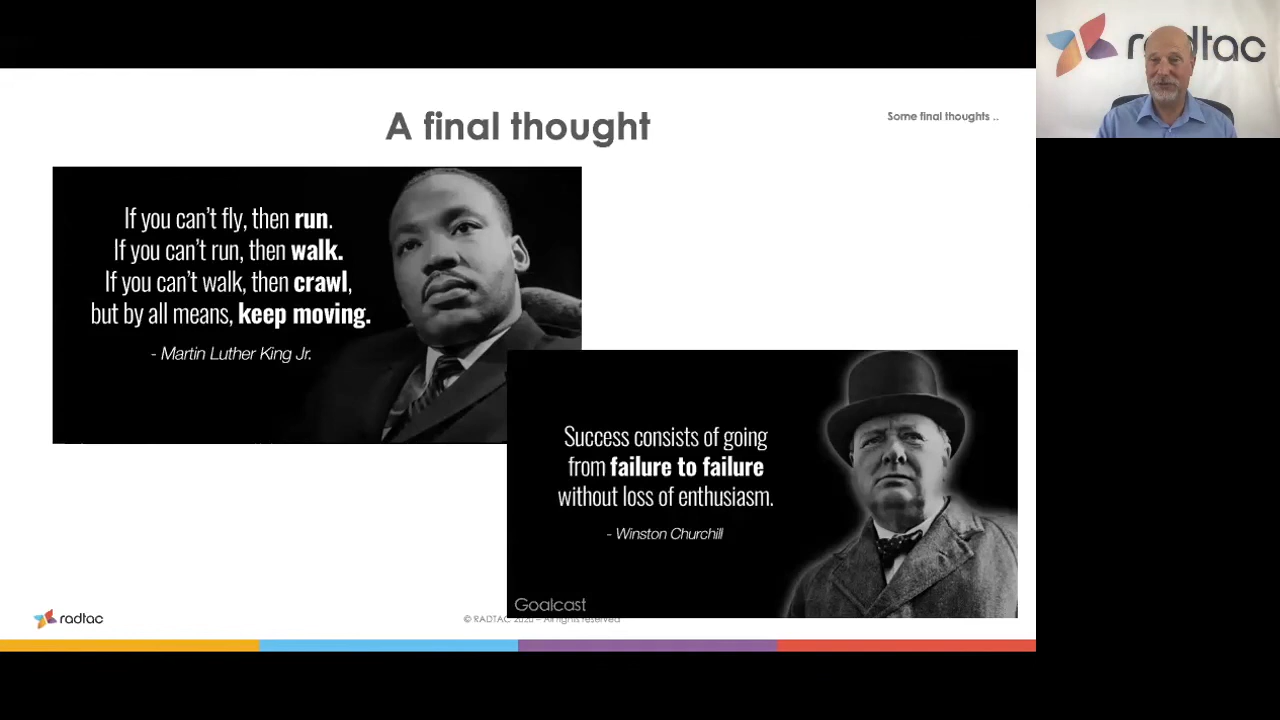 A final thought
Some final thoughts ..
If you can't fly, then run.
If you can't run, then walk.
If you can't walk, then crawl,
but by all means, keep moving.
- Martin Luther King Jr.
Success consists of going
from failure to failure
without loss of enthusiasm.
- Winston Churchill
Goalcast
radtac
© RADTAC 2020 – All rights reserved
radtac